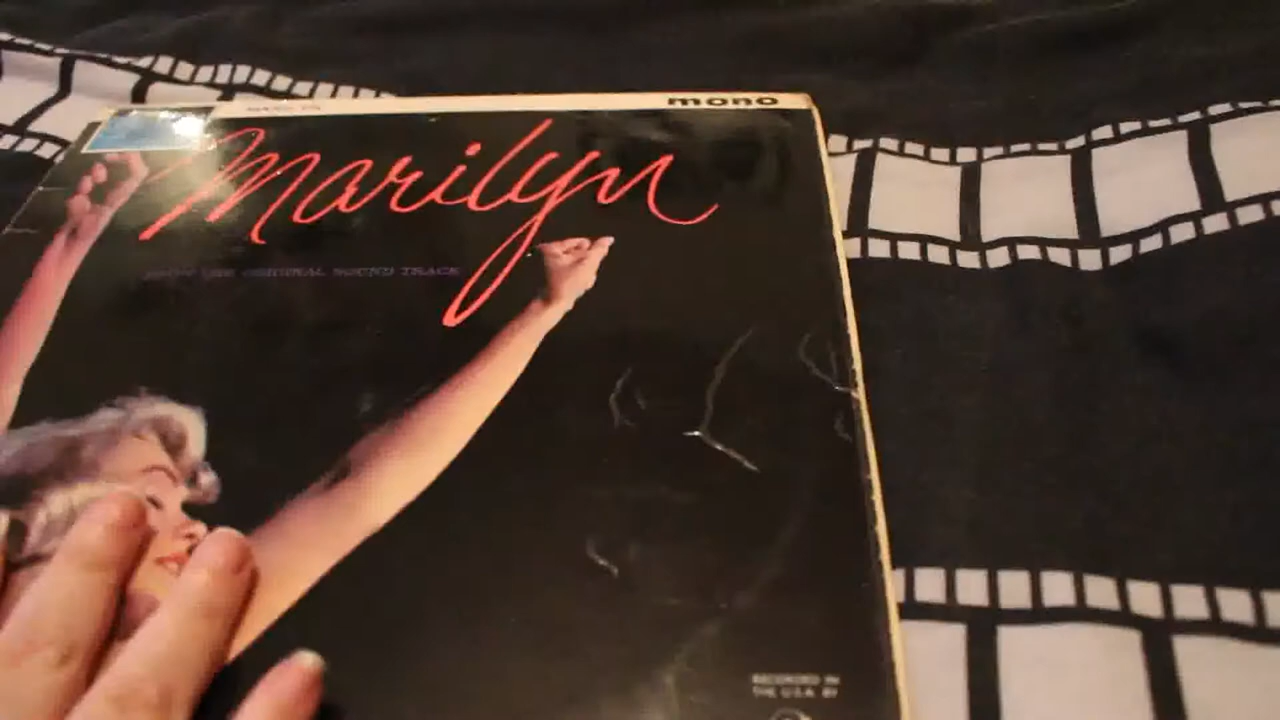 mono
Marilyn
FROM THE ORIGINAL SOUND TRACK
RECORDED IN
THE U.S.A. BY